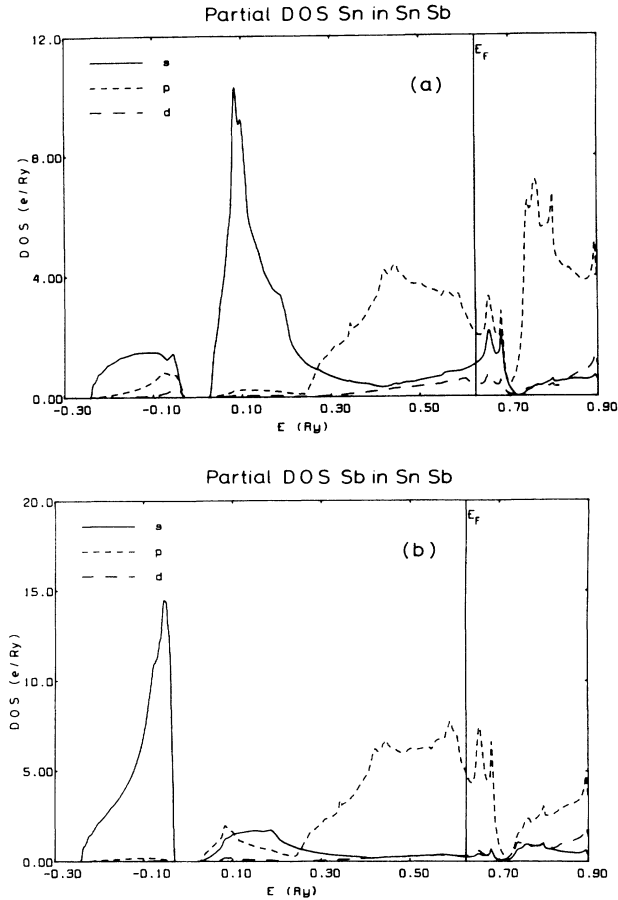 Partial DOS Sn in Sn Sb
12.0
E_F
s
(a)
p
d
8.00
DOS (e/Ry)
4.00
0.00
-0.30 -0.10 0.10 0.30 0.50 0.70 0.90
E (Ry)
Partial DOS Sb in Sn Sb
20.0
E_F
s
(b)
p
d
15.0
DOS (e/Ry)
10.0
5.00
0.00
-0.30 -0.10 0.10 0.30 0.50 0.70 0.90
E (Ry)